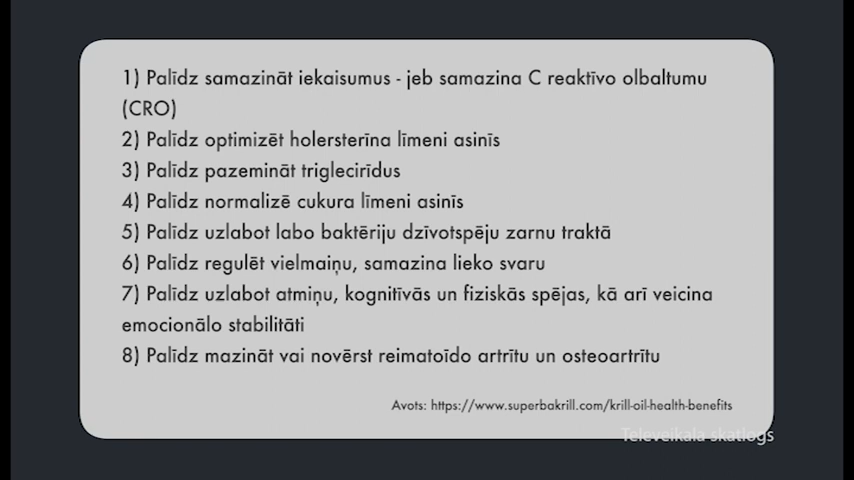 1) Palīdz samazināt iekaisumus - jeb samazina C reaktīvo olbaltumu
(CRO)
2) Palīdz optimizēt holersterīna līmeni asinīs
3) Palīdz pazemināt triglecirīdus
4) Palīdz normalizē cukura līmeni asinīs
5) Palīdz uzlabot labo baktēriju dzīvotspēju zarnu traktā
6) Palīdz regulēt vielmaiņu, samazina lieko svaru
7) Palīdz uzlabot atmiņu, kognitīvās un fiziskās spējas, kā arī veicina
emocionālo stabilitāti
8) Palīdz mazināt vai novērst reimatoīdo artrītu un osteoartrītu
Avots: https://www.superbakrill.com/krill-oil-health-benefits
Televeikala skatlogs